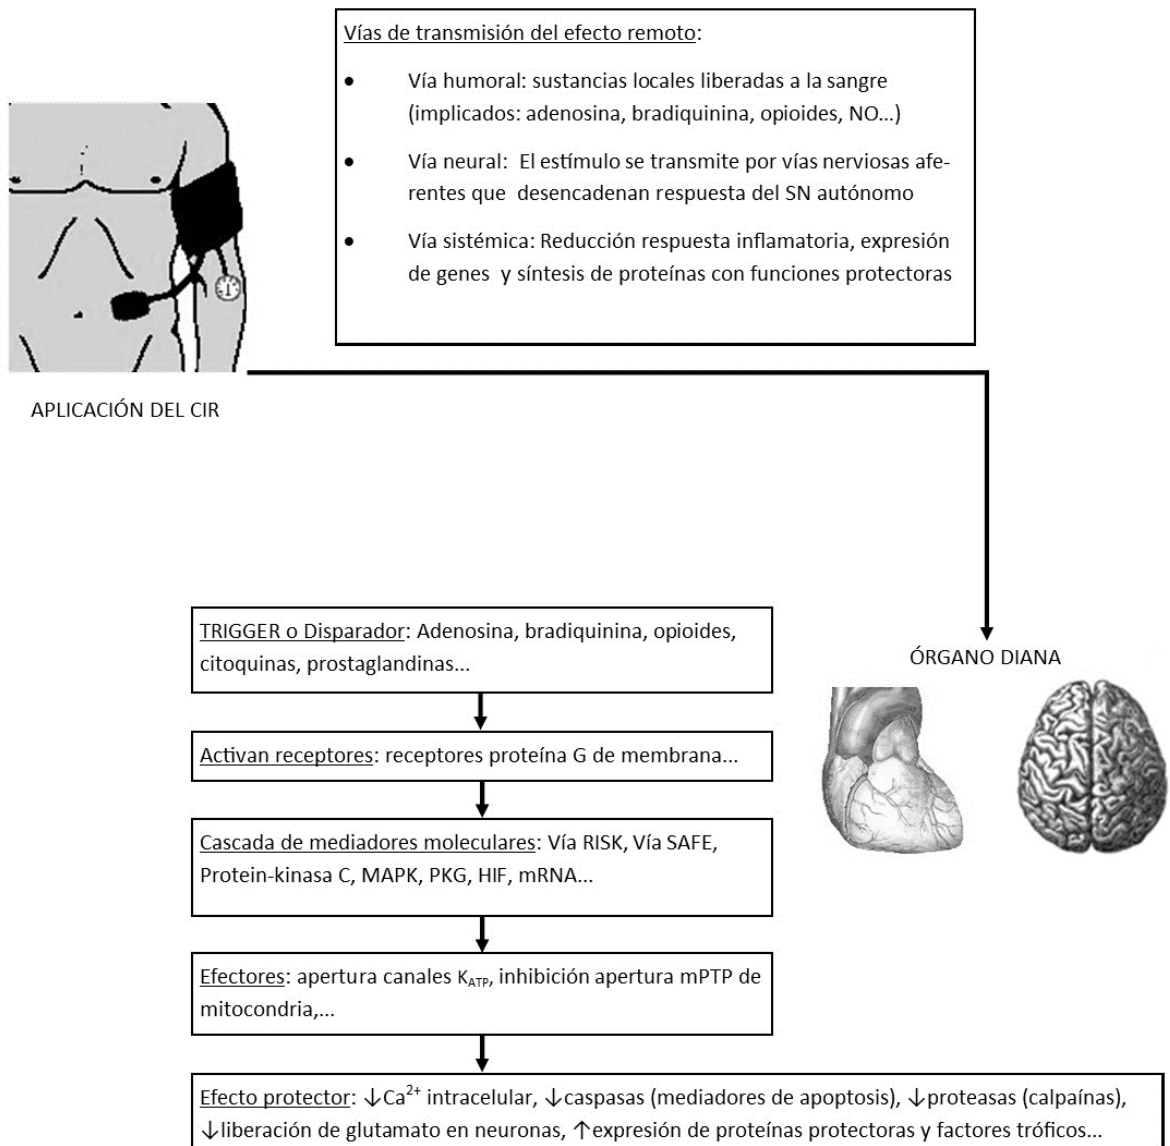 Vías de transmisión del efecto remoto:
• Vía humoral: sustancias locales liberadas a la sangre
(implicados: adenosina, bradiquinina, opioides, NO...)
• Vía neural:  El estímulo se transmite por vías nerviosas afe-
rentes que  desencadenan respuesta del SN autónomo
• Vía sistémica: Reducción respuesta inflamatoria, expresión
de genes  y síntesis de proteínas con funciones protectoras
APLICACIÓN DEL CIR
TRIGGER o Disparador: Adenosina, bradiquinina, opioides,
citoquinas, prostaglandinas...
ÓRGANO DIANA
Activan receptores: receptores proteína G de membrana...
Cascada de mediadores moleculares: Vía RISK, Vía SAFE,
Protein-kinasa C, MAPK, PKG, HIF, mRNA...
Efectores: apertura canales K_ATP, inhibición apertura mPTP de
mitocondria,...
Efecto protector: ↓Ca²⁺ intracelular, ↓caspasas (mediadores de apoptosis), ↓proteasas (calpaínas),
↓liberación de glutamato en neuronas, ↑expresión de proteínas protectoras y factores tróficos...